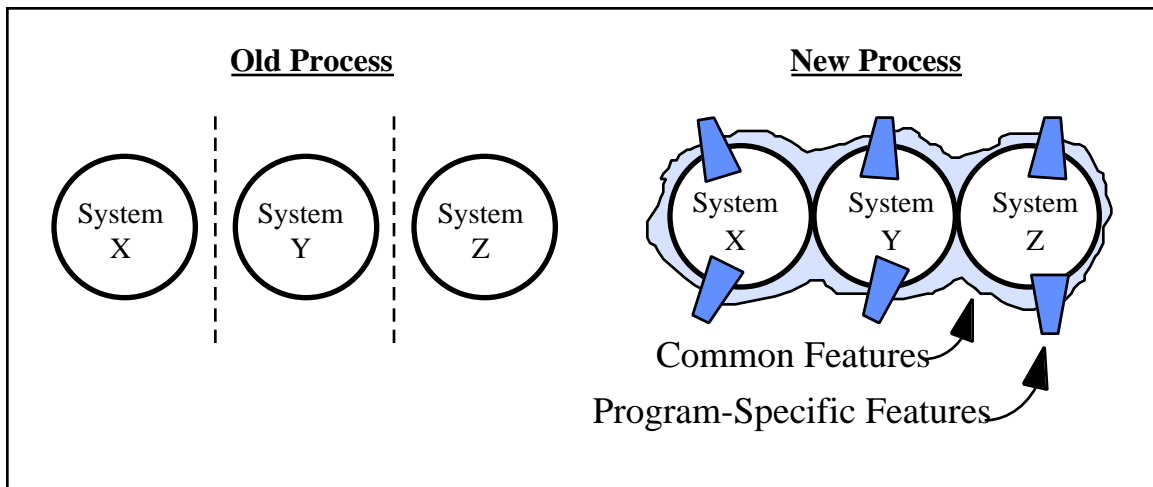 Old Process
System
X
System
Y
System
Z
New Process
System
X
System
Y
System
Z
Common Features
Program-Specific Features